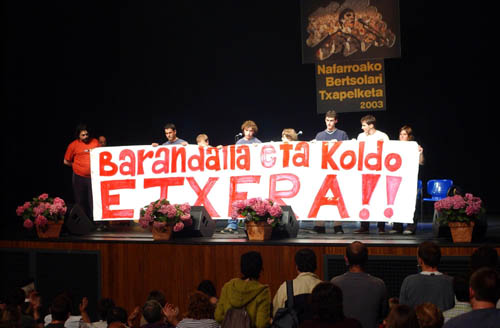 Nafarroako
Bertsolari
Txapelketa
2003
Barandalla eta Koldo
ETXERA!!